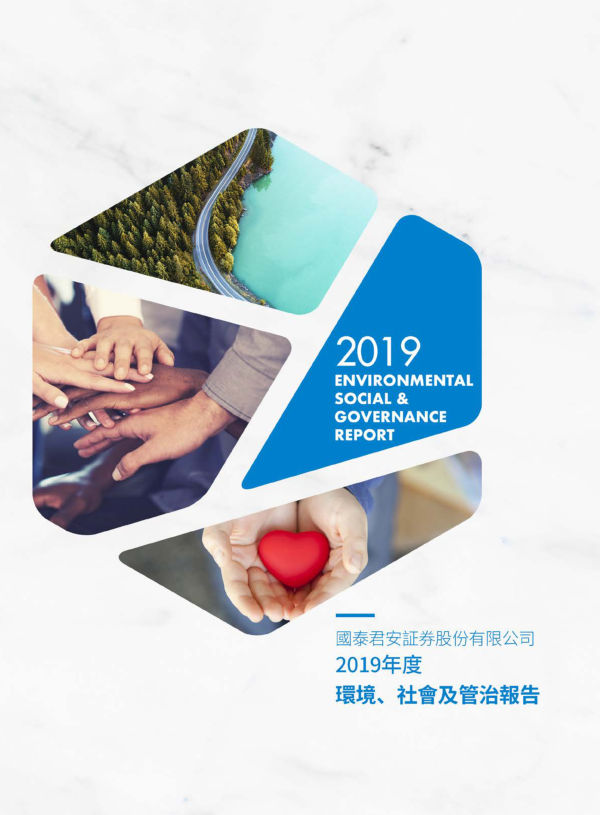 2019
ENVIRONMENTAL
SOCIAL &
GOVERNANCE
REPORT
國泰君安証券股份有限公司
2019年度
環境、社會及管治報告